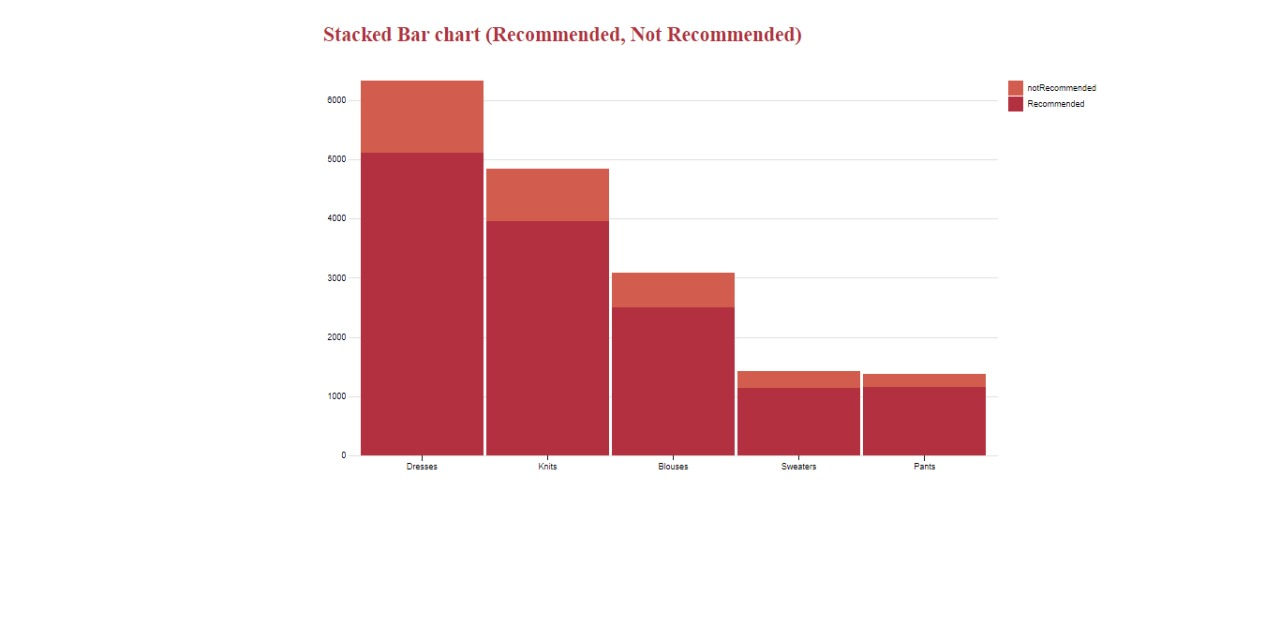 Stacked Bar chart (Recommended, Not Recommended)
notRecommended
Recommended
6000
5000
4000
3000
2000
1000
0
Dresses Knits Blouses Sweaters Pants